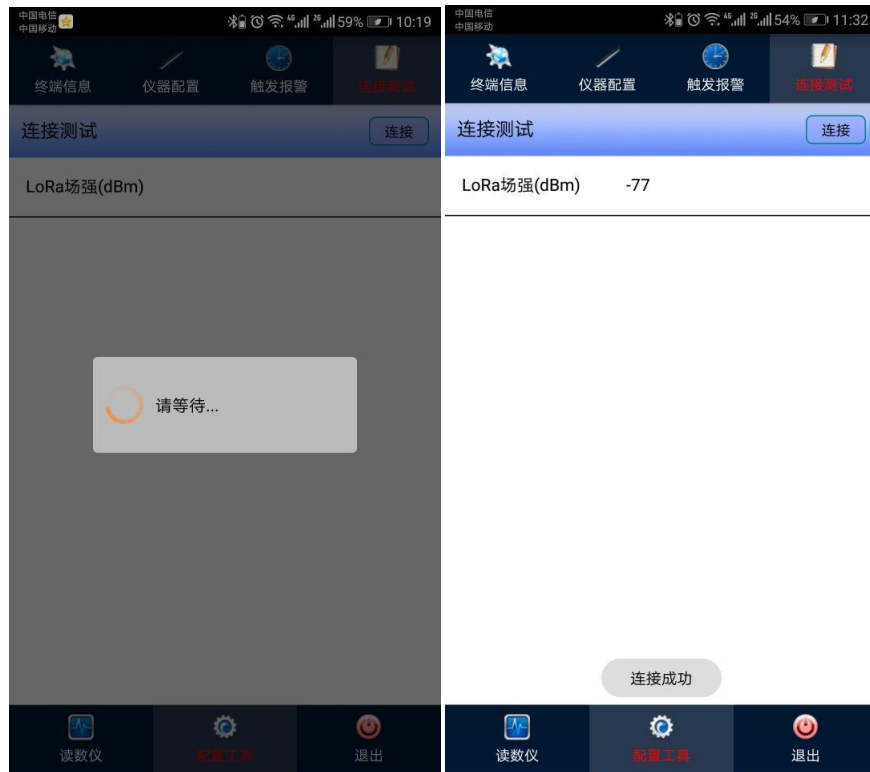 中国电信
中国移动
4G 2G 59% 10:19
终端信息 仪器配置 触发报警 连接测试
连接测试 连接
LoRa场强(dBm)
请等待...
读数仪 配置工具 退出
中国电信
中国移动
4G 2G 54% 11:32
终端信息 仪器配置 触发报警 连接测试
连接测试 连接
LoRa场强(dBm) -77
连接成功
读数仪 配置工具 退出